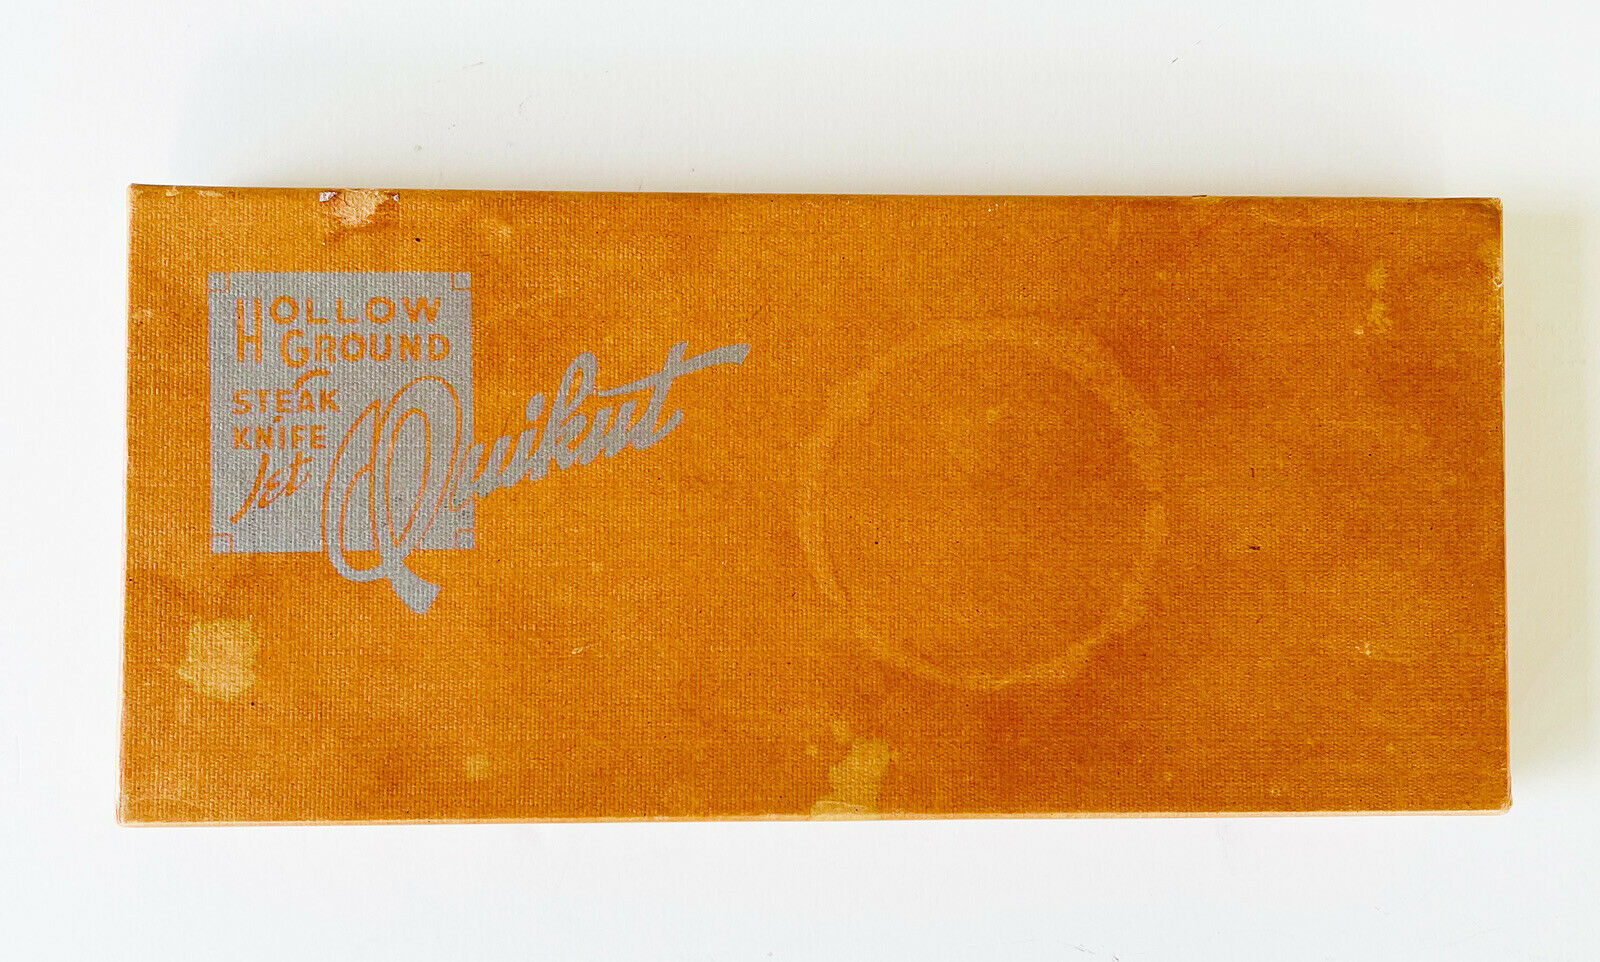 HOLLOW
GROUND
STEAK
KNIFE
Set
Quikut